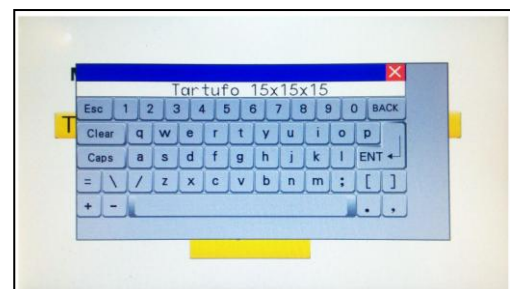 Tartufo 15x15x15
Esc 1 2 3 4 5 6 7 8 9 0 BACK
Clear q w e r t y u i o p
Caps a s d f g h j k l ENT
= \ / z x c v b n m ; [ ]
+ - . ,
T